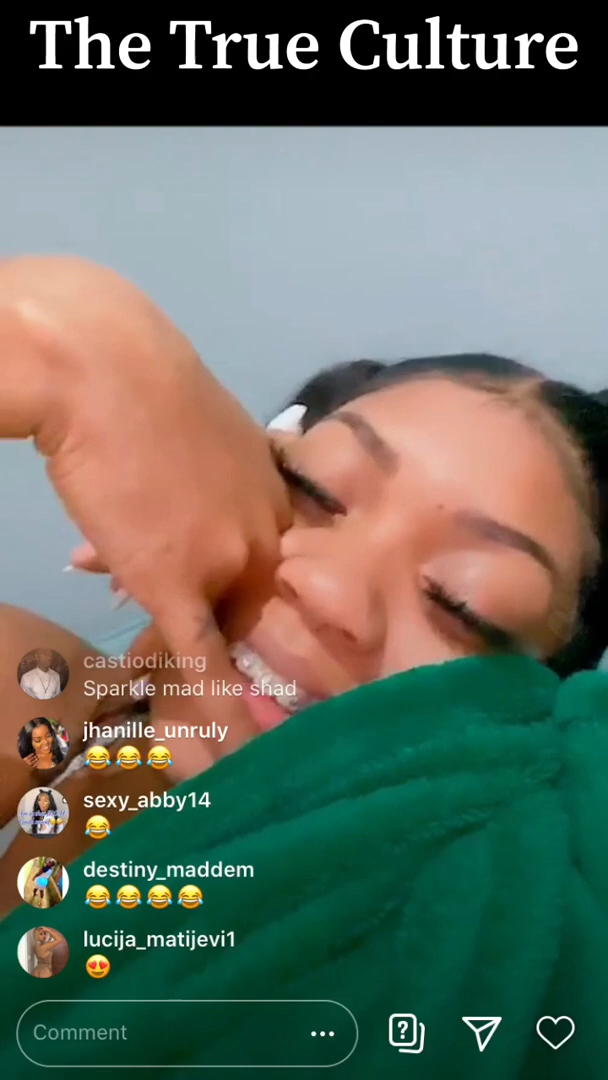 The True Culture
castiodiking
Sparkle mad like shad
jhanille_unruly
😂😂😂
sexy_abby14
😂
destiny_maddem
😂😂😂😂
lucija_matijevi1
😍
Comment